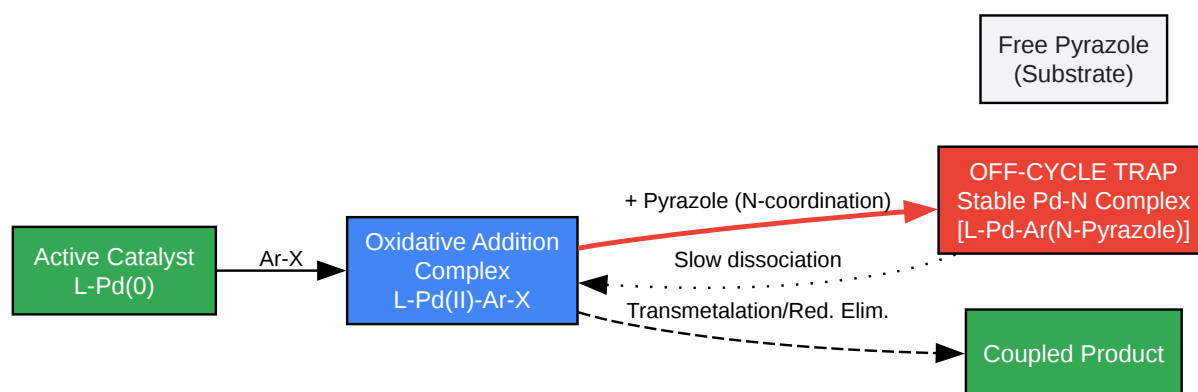 Free Pyrazole
(Substrate)
OFF-CYCLE TRAP
Stable Pd-N Complex
[L-Pd-Ar(N-Pyrazole)]
+ Pyrazole (N-coordination)
Active Catalyst
L-Pd(0)
Ar-X
Oxidative Addition
Complex
L-Pd(II)-Ar-X
Slow dissociation
Transmetalation/Red. Elim.
Coupled Product